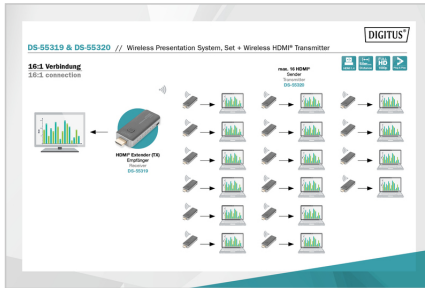 DIGITUS®
DS-55319 & DS-55320 // Wireless Presentation System, Set + Wireless HDMI® Transmitter
16:1 Verbindung
16:1 connection
max. 16 HDMI®
Sender
Transmitter
DS-55320
HD
HDMI® Extender (TX)
Empfänger
Receiver
DS-55319